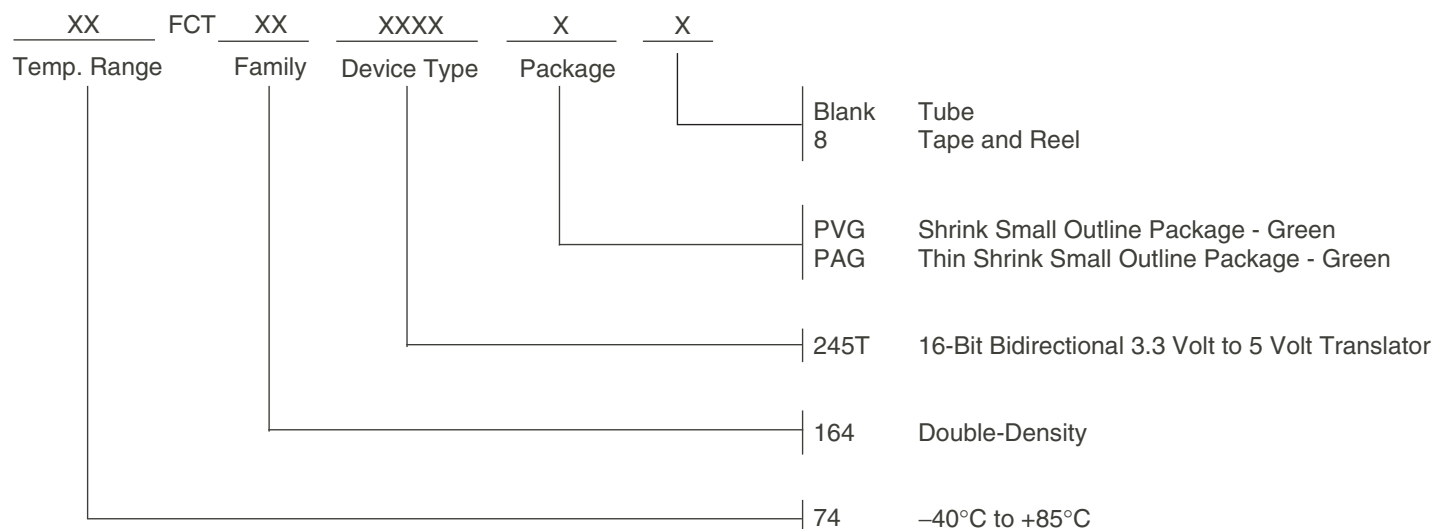 XX FCT XX XXXX X X
Temp. Range Family Device Type Package
Blank Tube
8 Tape and Reel
PVG Shrink Small Outline Package - Green
PAG Thin Shrink Small Outline Package - Green
245T 16-Bit Bidirectional 3.3 Volt to 5 Volt Translator
164 Double-Density
74 –40°C to +85°C